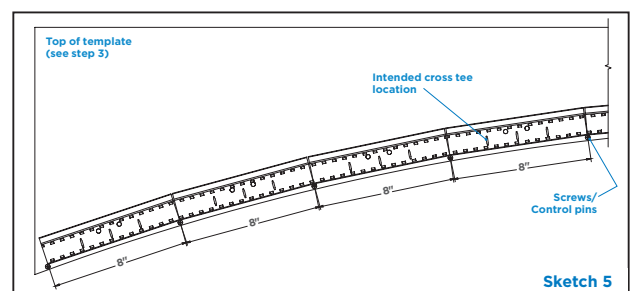 Top of template
(see step 3)
Intended cross tee
location
8"
8"
8"
8"
Screws/
Control pins
Sketch 5